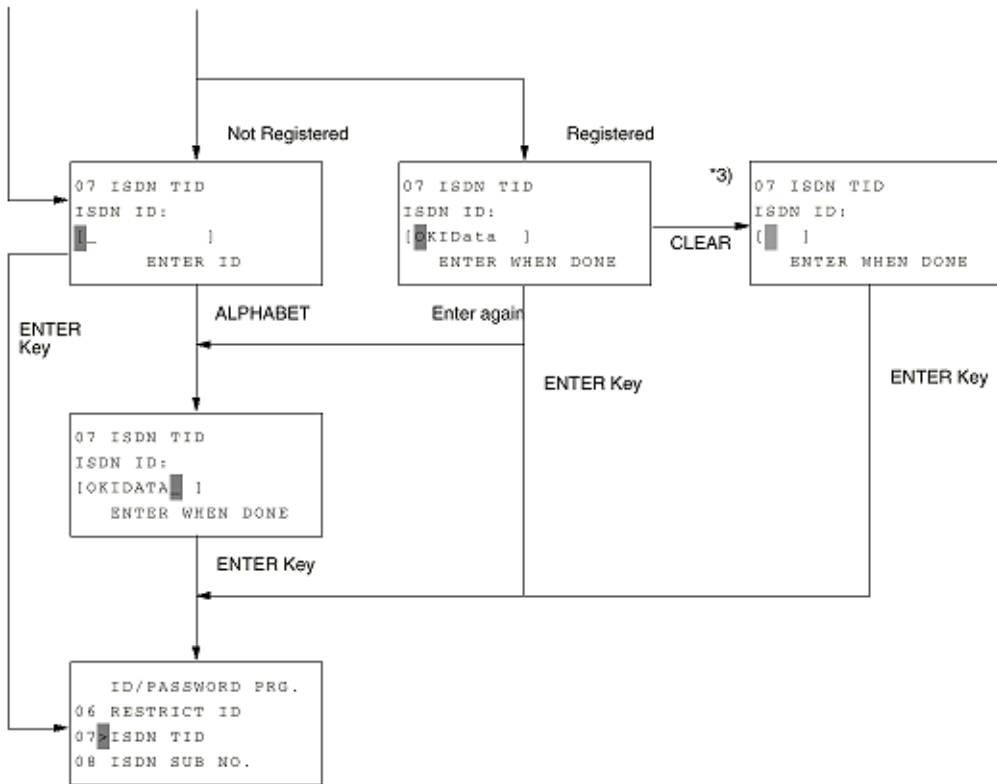 Not Registered
Registered
07 ISDN TID
ISDN ID:
[_ ]
ENTER ID
07 ISDN TID
ISDN ID:
[OKIData ]
ENTER WHEN DONE
CLEAR
*3)
07 ISDN TID
ISDN ID:
[ ]
ENTER WHEN DONE
ENTER
Key
ALPHABET
Enter again
ENTER Key
ENTER Key
07 ISDN TID
ISDN ID:
[OKIDATA_ ]
ENTER WHEN DONE
ENTER Key
ID/PASSWORD PRG.
06 RESTRICT ID
07>ISDN TID
08 ISDN SUB NO.